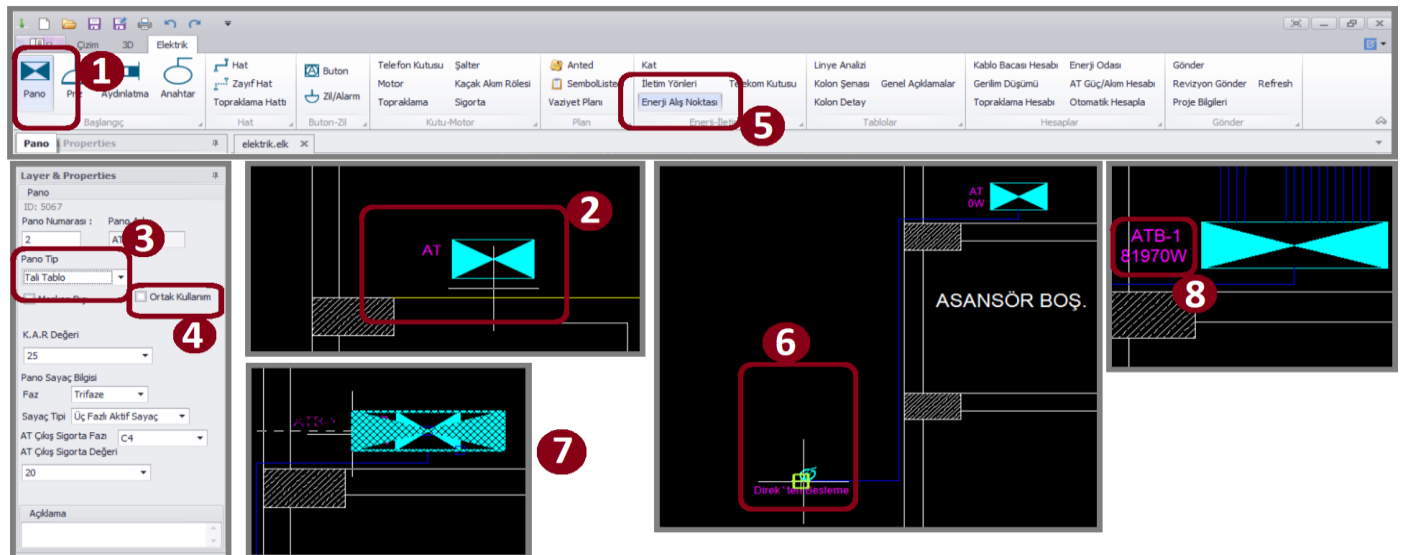 Çizim 3D Elektrik
1
Pano Aydınlatma Anahtar
Başlangıç
Hat
Zayıf Hat
Topraklama Hattı
Hat
Buton
Zil/Alarm
Buton-Zil
Telefon Kutusu Şalter
Motor Kaçak Akım Rölesi
Topraklama Sigorta
Kutu-Motor
Anted
SembolListesi
Vaziyet Planı
Plan
Kat
İletim Yönleri Telekom Kutusu
Enerji Alış Noktası
5
Linye Analizi
Kolon Şeması Genel Açıklamalar
Kolon Detay
Tablolar
Kablo Bacası Hesabı Enerji Odası
Gerilim Düşümü AT Güç/Akım Hesabı
Topraklama Hesabı Otomatik Hesapla
Hesaplar
Gönder
Revizyon Gönder Refresh
Proje Bilgileri
Gönder
Pano Properties elektrik.elk
Layer & Properties
Pano
ID: 5067
Pano Numarası :
2
3
Pano Tip
Tali Tablo
Ortak Kullanım
4
K.A.R Değeri
25
Pano Sayaç Bilgisi
Faz Trifaze
Sayaç Tipi Üç Fazlı Aktif Sayaç
AT Çıkış Sigorta Fazı C4
AT Çıkış Sigorta Değeri
20
Açıklama
2
AT
7
AT
0W
ASANSÖR BOŞ.
6
Direk'ten Besleme
ATB-1
81970W
8